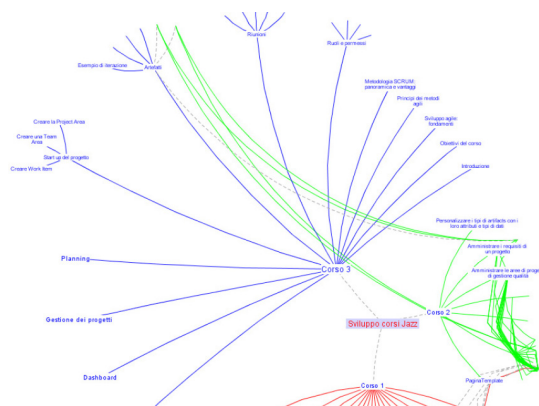 Riunioni
Ruoli e permessi
Esempio di iterazione
Artefatti
Metodologia SCRUM:
panoramica e vantaggi
Principi dei metodi
agili
Sviluppo agile:
fondamenti
Obiettivi del corso
Introduzione
Creare la Project Area
Creare una Team
Area
Start up del progetto
Creare Work Item
Personalizzare i tipi di artifacts con i
loro attributi e tipi di dati
Amministrare i requisiti di
un progetto
Amministrare le aree di proge
di gestione qualità
Planning
Corso 3
Gestione dei progetti
Corso 2
Sviluppo corsi Jazz
Dashboard
PaginaTemplate
Corso 1